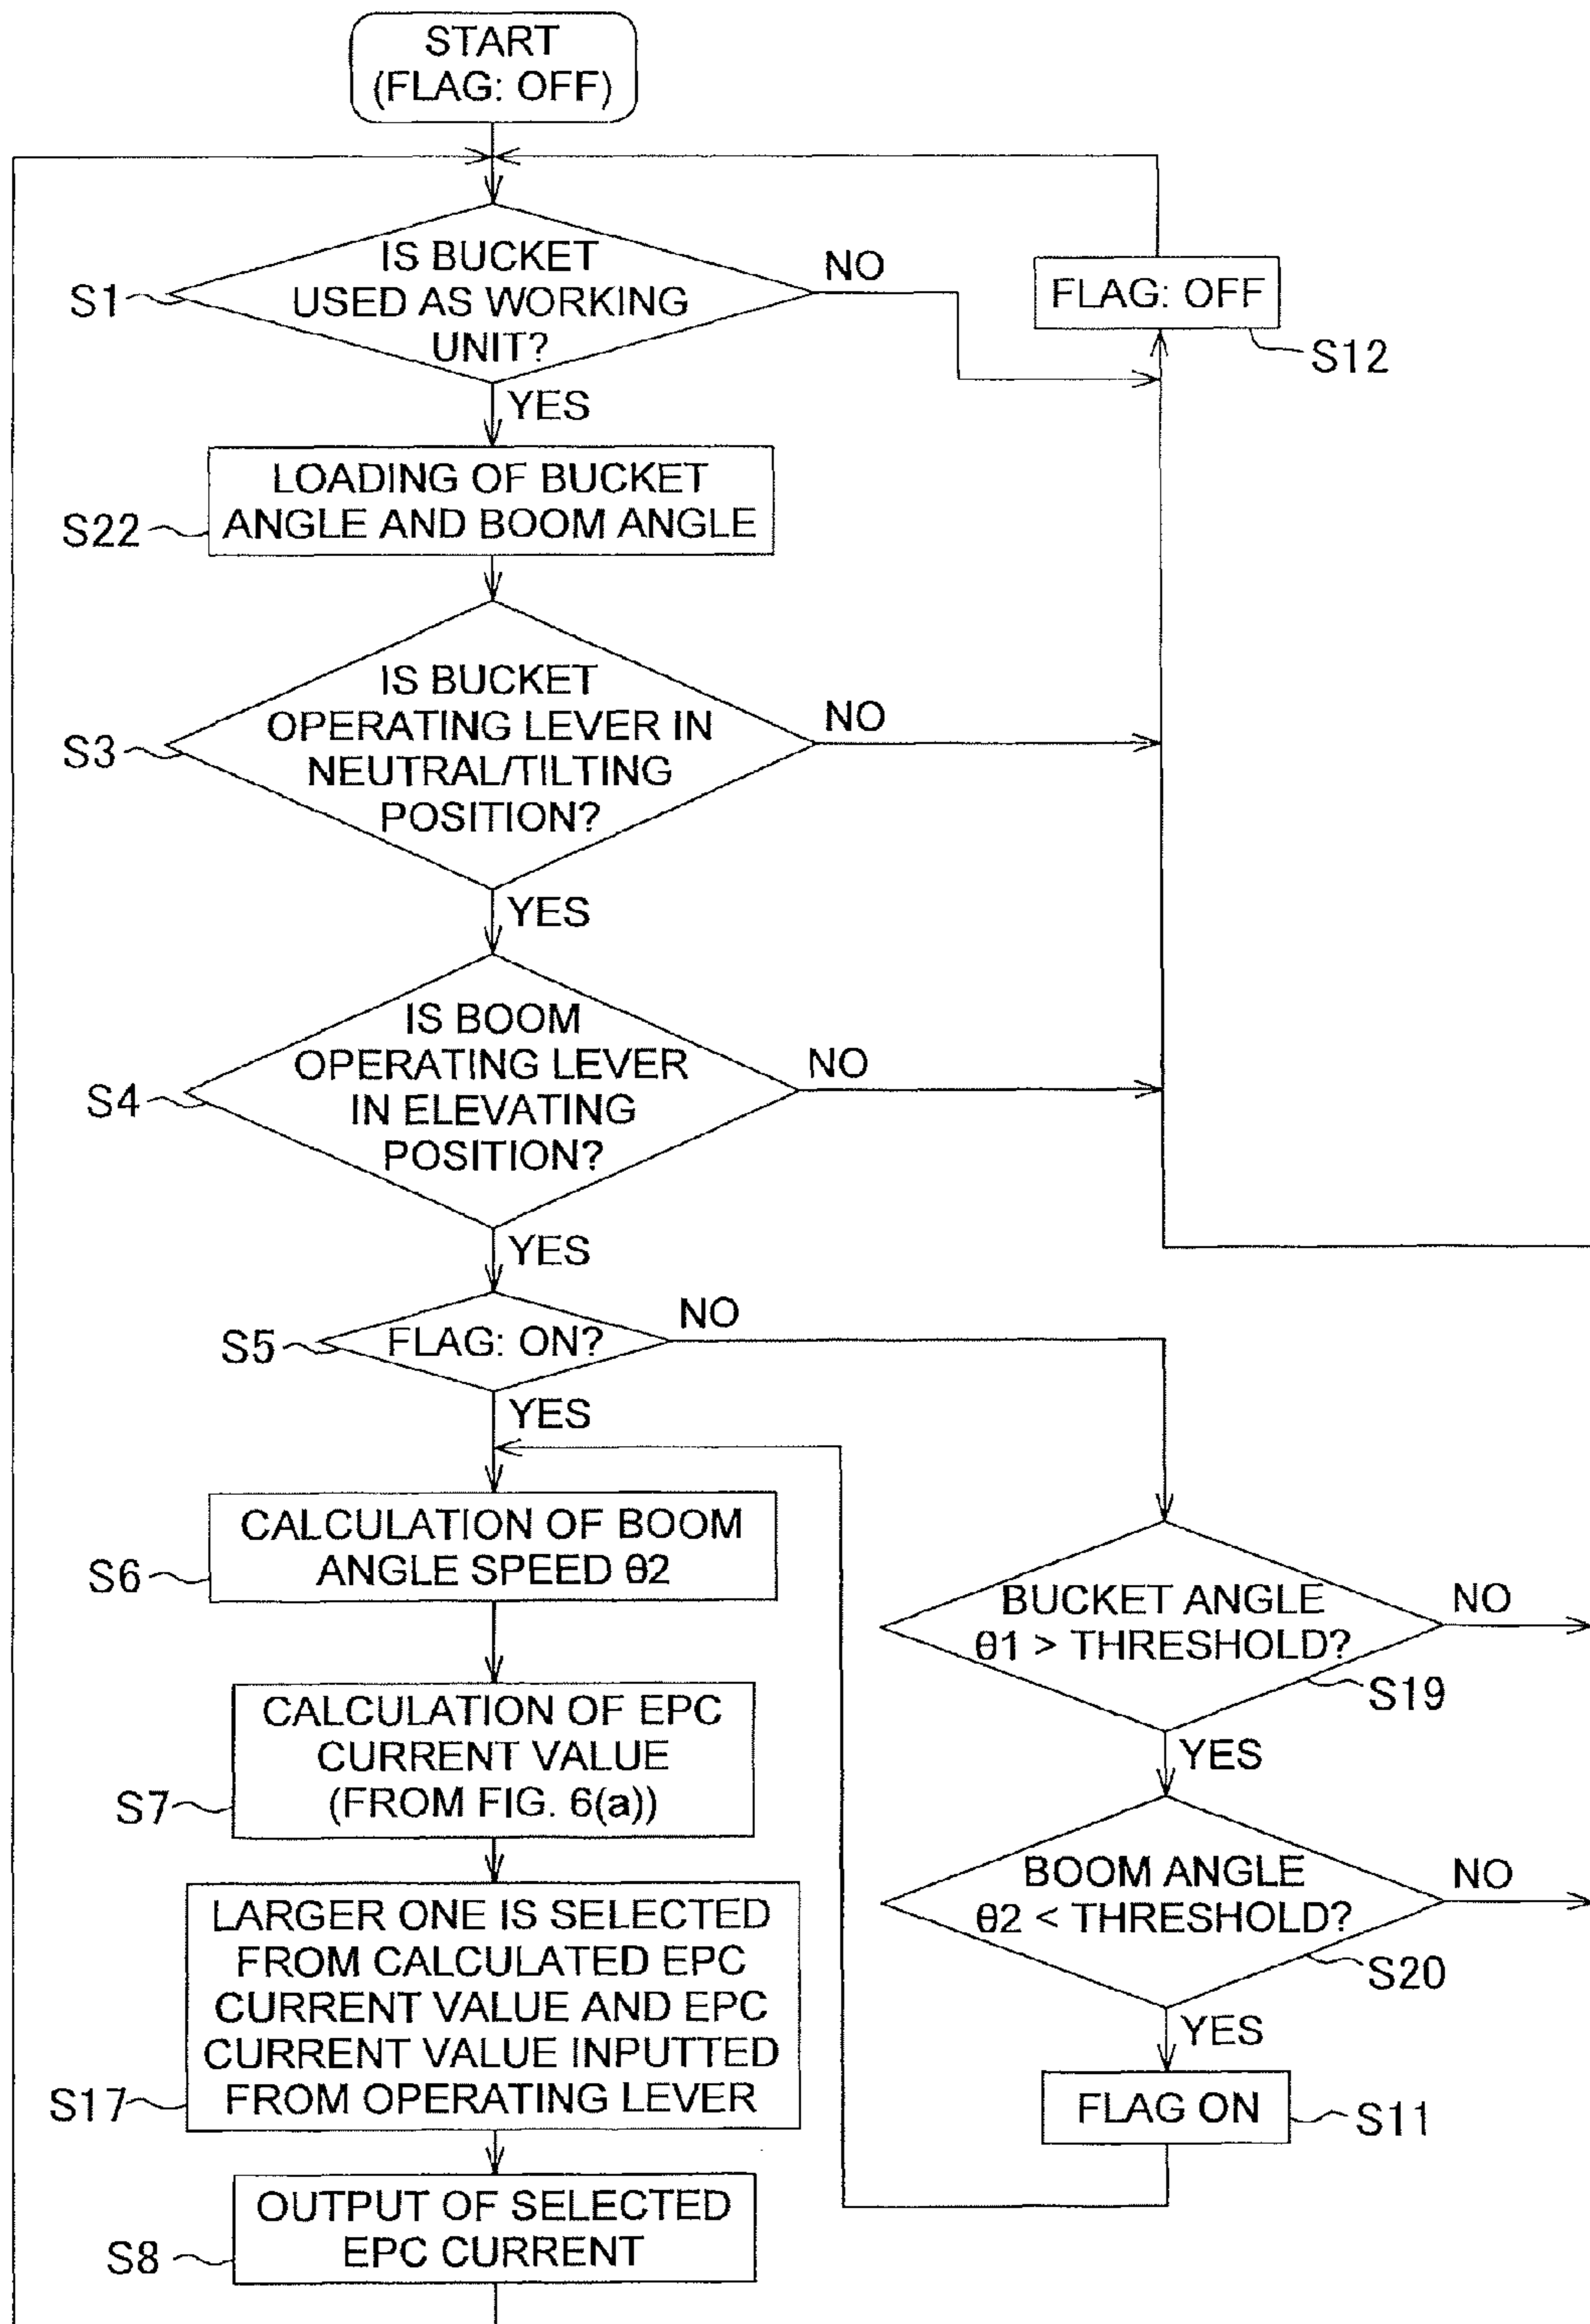 START
(FLAG: OFF)
IS BUCKET
USED AS WORKING
UNIT?
S1
NO
FLAG: OFF
S12
YES
LOADING OF BUCKET
ANGLE AND BOOM ANGLE
S22
IS BUCKET
OPERATING LEVER IN
NEUTRAL/TILTING
POSITION?
S3
NO
YES
IS BOOM
OPERATING LEVER
IN ELEVATING
POSITION?
S4
NO
YES
FLAG: ON?
S5
NO
YES
CALCULATION OF BOOM
ANGLE SPEED θ2
S6
BUCKET ANGLE
θ1 > THRESHOLD?
NO
S19
YES
CALCULATION OF EPC
CURRENT VALUE
(FROM FIG. 6(a))
S7
BOOM ANGLE
θ2 < THRESHOLD?
NO
S20
YES
LARGER ONE IS SELECTED
FROM CALCULATED EPC
CURRENT VALUE AND EPC
CURRENT VALUE INPUTTED
FROM OPERATING LEVER
S17
FLAG ON
S11
OUTPUT OF SELECTED
EPC CURRENT
S8